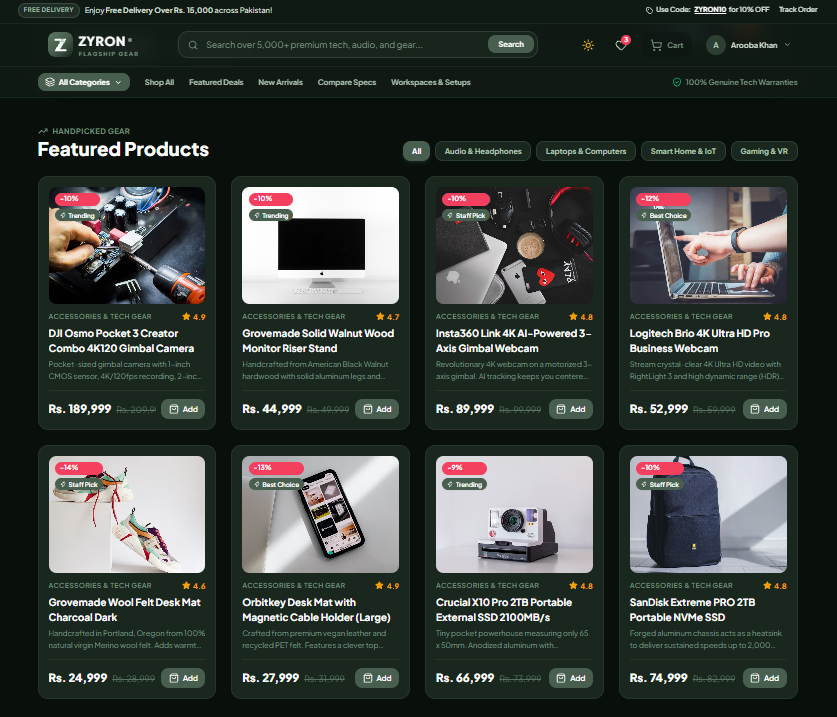 FREE DELIVERY Enjoy Free Delivery Over Rs. 15,000 across Pakistan!
Use Code: ZYRON10 for 10% OFF Track Order
Z ZYRON
FLAGSHIP GEAR
Search over 5,000+ premium tech, audio, and gear...
Search
3
Cart
A Arooba Khan
All Categories Shop All Featured Deals New Arrivals Compare Specs Workspaces & Setups
100% Genuine Tech Warranties
HANDPICKED GEAR
Featured Products
All Audio & Headphones Laptops & Computers Smart Home & IoT Gaming & VR
-10%
Trending
ACCESSORIES & TECH GEAR 4.9
DJI Osmo Pocket 3 Creator
Combo 4K120 Gimbal Camera
Pocket-sized gimbal camera with 1-inch
CMOS sensor, 4K/120fps recording, 2-inc...
Rs. 189,999 Rs. 209,9 Add
-10%
Trending
ACCESSORIES & TECH GEAR 4.7
Grovemade Solid Walnut Wood
Monitor Riser Stand
Handcrafted from American Black Walnut
hardwood with solid aluminum legs and...
Rs. 44,999 Rs. 49,999 Add
-10%
Staff Pick
PLAY
ACCESSORIES & TECH GEAR 4.8
Insta360 Link 4K AI-Powered 3-
Axis Gimbal Webcam
Revolutionary 4K webcam on a motorized 3-
axis gimbal. AI tracking keeps you centere...
Rs. 89,999 Rs. 99,999 Add
-12%
Best Choice
ACCESSORIES & TECH GEAR 4.8
Logitech Brio 4K Ultra HD Pro
Business Webcam
Stream crystal-clear 4K Ultra HD video with
RightLight 3 and high dynamic range (HDR)...
Rs. 52,999 Rs. 59,999 Add
-14%
Staff Pick
ACCESSORIES & TECH GEAR 4.6
Grovemade Wool Felt Desk Mat
Charcoal Dark
Handcrafted in Portland, Oregon from 100%
natural virgin Merino wool felt. Adds warmt...
Rs. 24,999 Rs. 28,999 Add
-13%
Best Choice
ACCESSORIES & TECH GEAR 4.9
Orbitkey Desk Mat with
Magnetic Cable Holder (Large)
Crafted from premium vegan leather and
recycled PET felt. Features a clever top...
Rs. 27,999 Rs. 31,999 Add
-9%
Trending
ACCESSORIES & TECH GEAR 4.8
Crucial X10 Pro 2TB Portable
External SSD 2100MB/s
Tiny pocket powerhouse measuring only 65
x 50mm. Anodized aluminum with...
Rs. 66,999 Rs. 73,999 Add
-10%
Staff Pick
ACCESSORIES & TECH GEAR 4.8
SanDisk Extreme PRO 2TB
Portable NVMe SSD
Forged aluminum chassis acts as a heatsink
to deliver sustained speeds up to 2,000...
Rs. 74,999 Rs. 82,999 Add